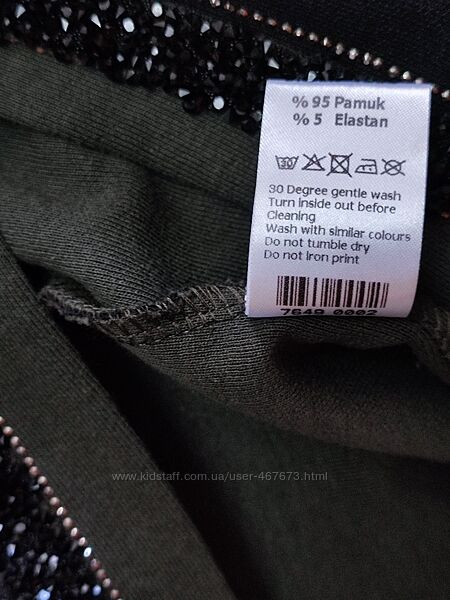 % 95 Pamuk
% 5 Elastan
30
30 Degree gentle wash
Turn inside out before
Cleaning
Wash with similar colours
Do not tumble dry
Do not iron print
7649 0002
www.kidstaff.com.ua/user-467673.html